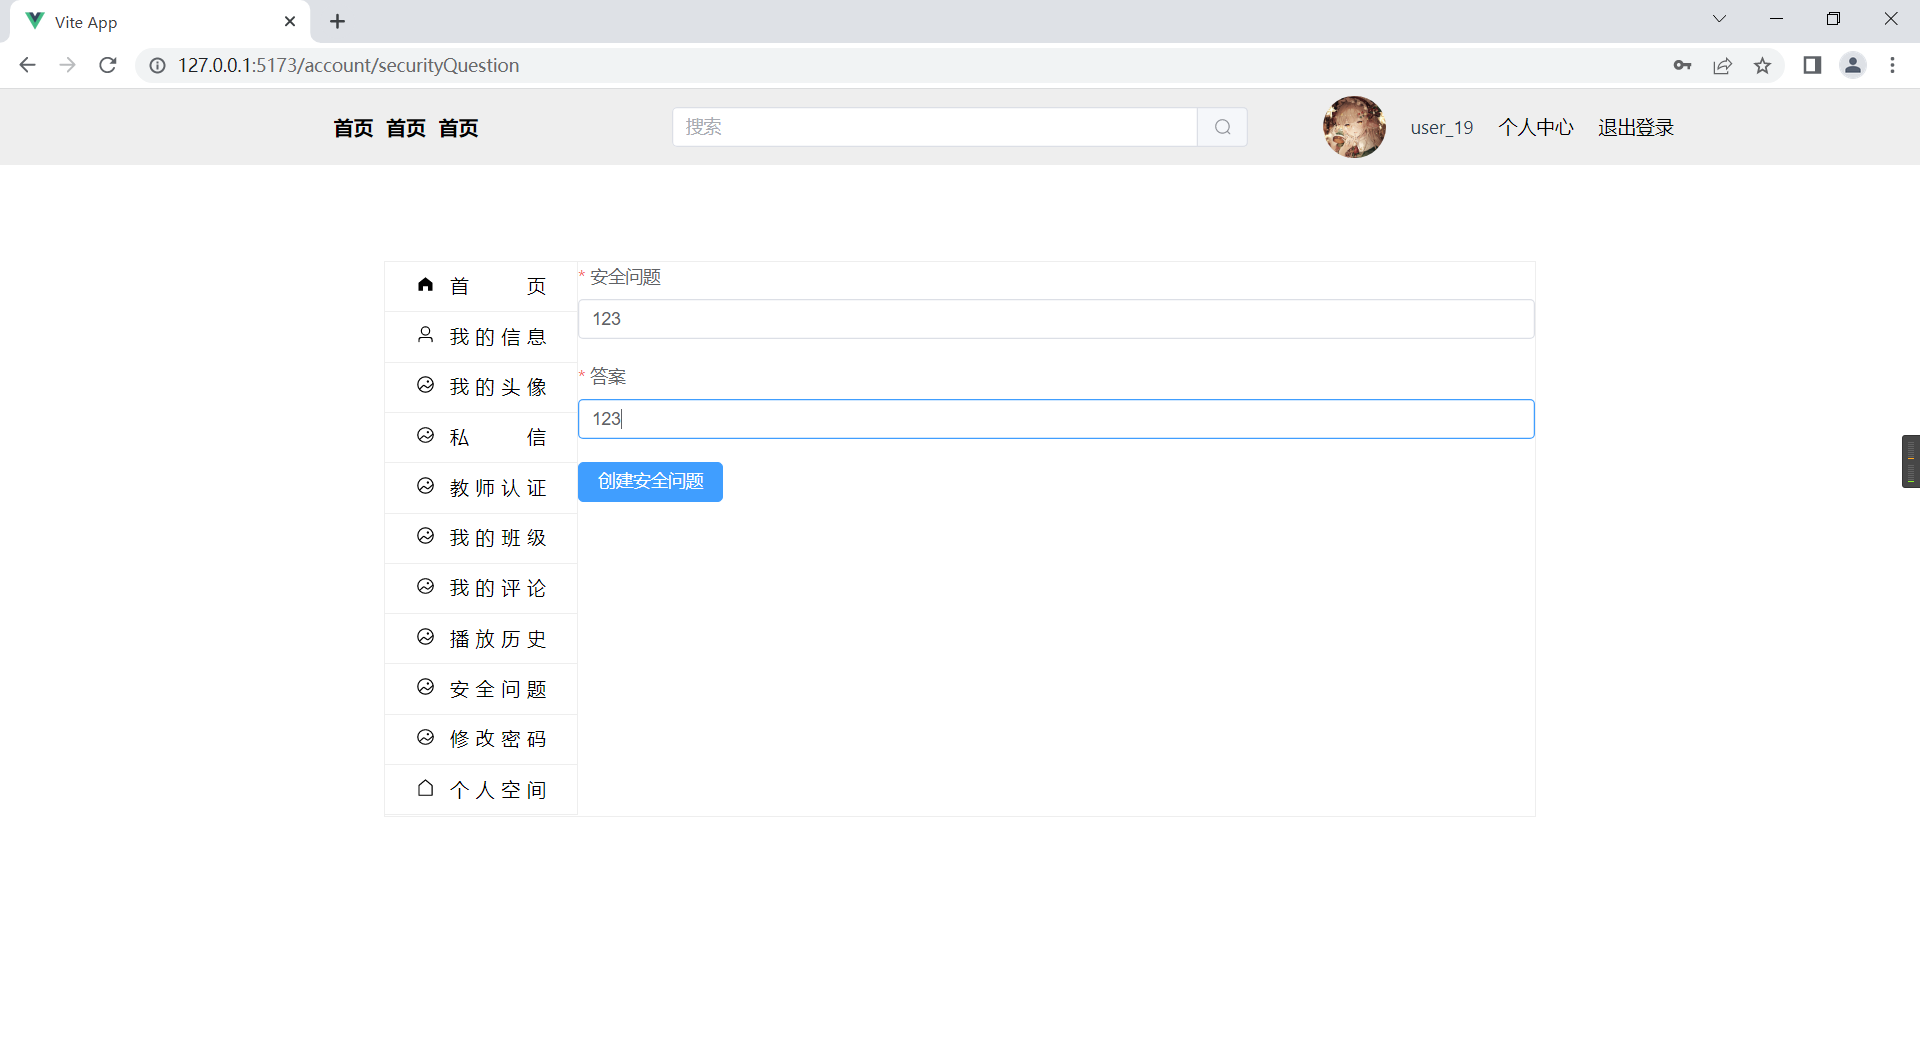 Vite App
127.0.0.1:5173/account/securityQuestion
首页 首页 首页 搜索 user_19 个人中心 退出登录
首页
我的信息
我的头像
私信
教师认证
我的班级
我的评论
播放历史
安全问题
修改密码
个人空间
* 安全问题
123
* 答案
123
创建安全问题